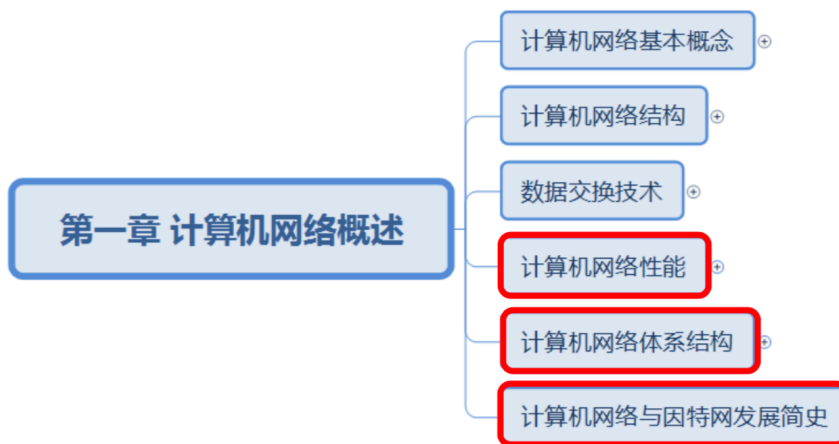 计算机网络基本概念
计算机网络结构
数据交换技术
第一章 计算机网络概述
计算机网络性能
计算机网络体系结构
计算机网络与因特网发展简史